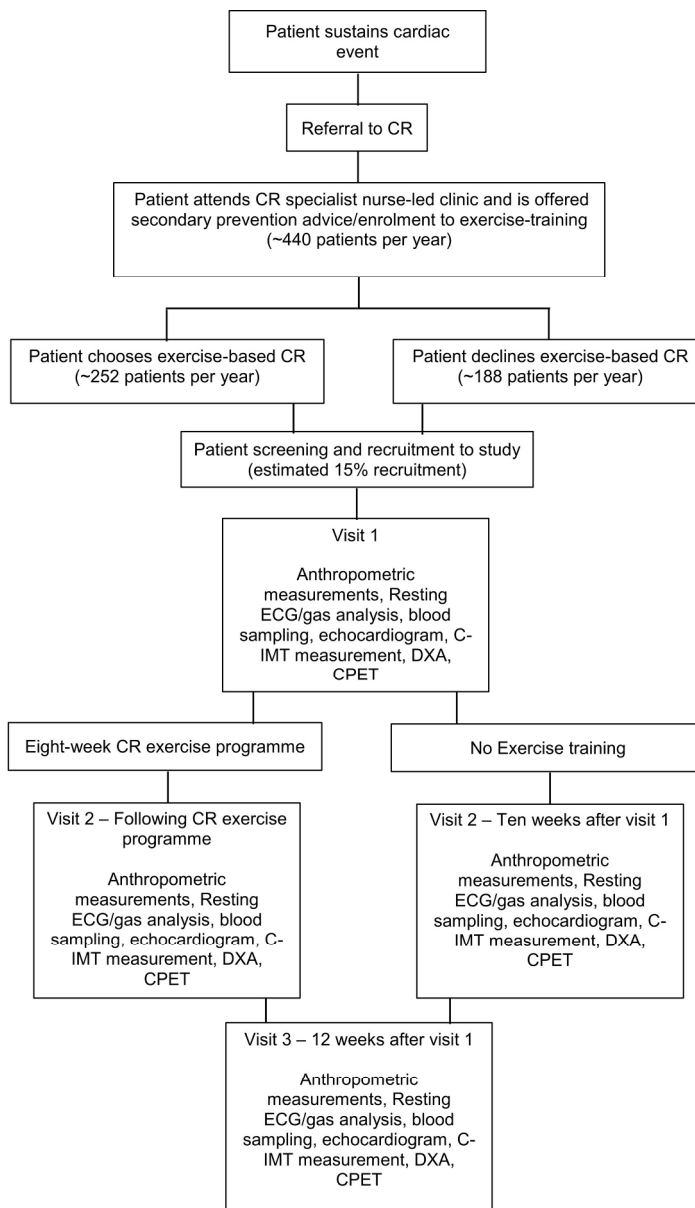 Patient sustains cardiac
event
Referral to CR
Patient attends CR specialist nurse-led clinic and is offered
secondary prevention advice/enrolment to exercise-training
(~440 patients per year)
Patient chooses exercise-based CR
(~252 patients per year)
Patient declines exercise-based CR
(~188 patients per year)
Patient screening and recruitment to study
(estimated 15% recruitment)
Visit 1
Anthropometric
measurements, Resting
ECG/gas analysis, blood
sampling, echocardiogram, C-
IMT measurement, DXA,
CPET
Eight-week CR exercise programme
No Exercise training
Visit 2 – Following CR exercise
programme
Anthropometric
measurements, Resting
ECG/gas analysis, blood
sampling, echocardiogram, C-
IMT measurement, DXA,
CPET
Visit 2 – Ten weeks after visit 1
Anthropometric
measurements, Resting
ECG/gas analysis, blood
sampling, echocardiogram, C-
IMT measurement, DXA,
CPET
Visit 3 – 12 weeks after visit 1
Anthropometric
measurements, Resting
ECG/gas analysis, blood
sampling, echocardiogram, C-
IMT measurement, DXA,
CPET